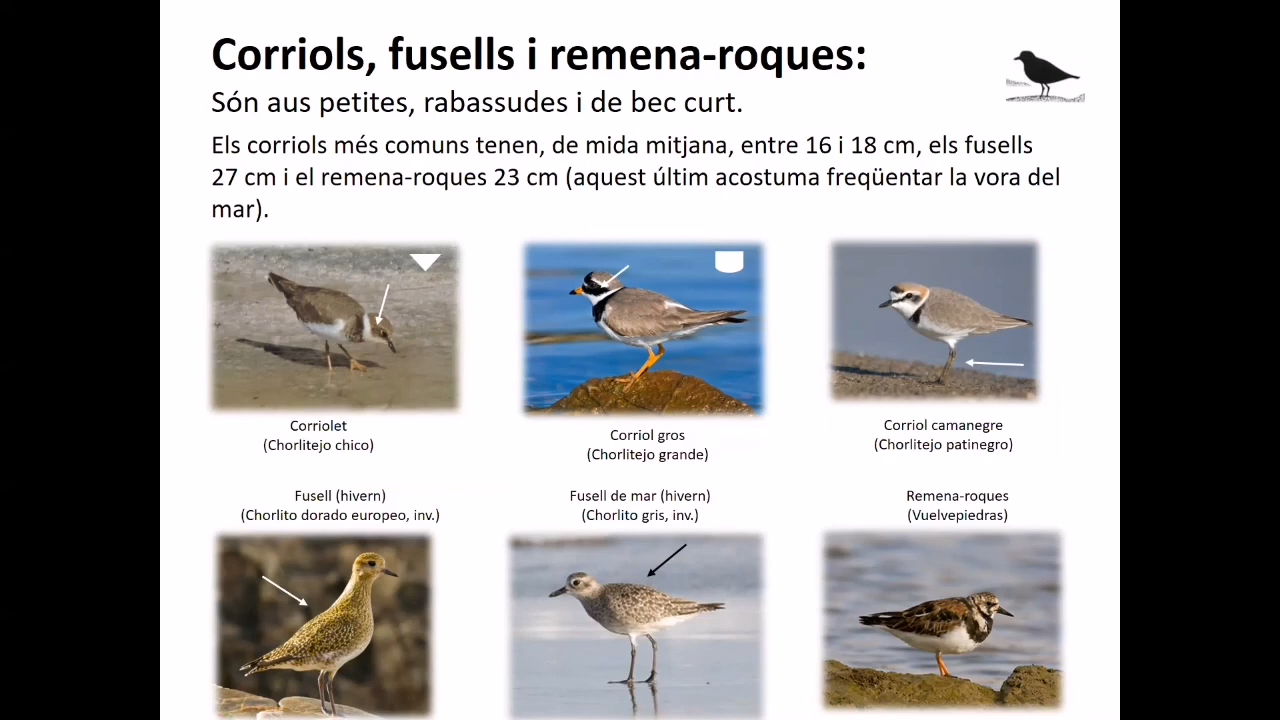 Corriols, fusells i remena-roques:
Són aus petites, rabassudes i de bec curt.
Els corriols més comuns tenen, de mida mitjana, entre 16 i 18 cm, els fusells
27 cm i el remena-roques 23 cm (aquest últim acostuma freqüentar la vora del
mar).
Corriolet
(Chorlitejo chico)
Corriol gros
(Chorlitejo grande)
Corriol camanegre
(Chorlitejo patinegro)
Fusell (hivern)
(Chorlito dorado europeo, inv.)
Fusell de mar (hivern)
(Chorlito gris, inv.)
Remena-roques
(Vuelvepiedras)